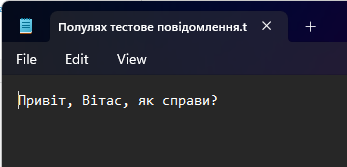 Полулях тестове повідомлення.t
File Edit View
Привіт, Вітас, як справи?